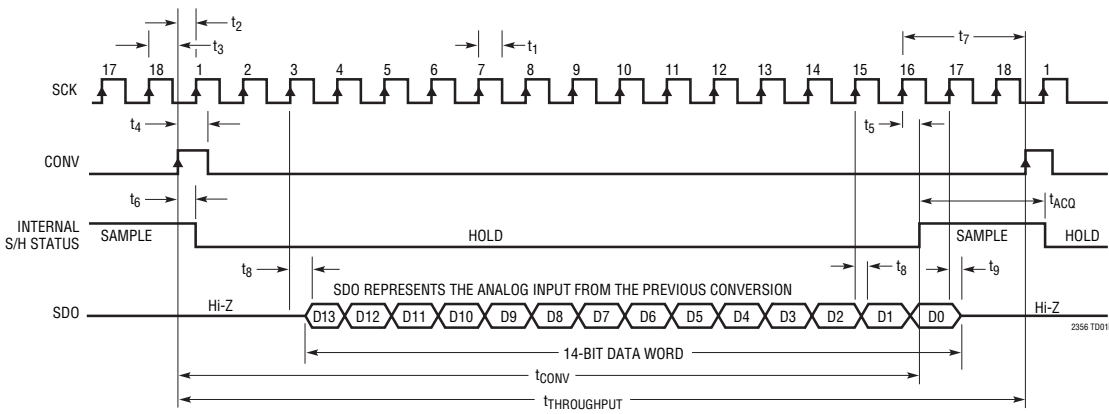 t2
t3
t1
t7
17 18 1 2 3 4 5 6 7 8 9 10 11 12 13 14 15 16 17 18 1
SCK
t4
t5
CONV
t6
tACQ
INTERNAL
S/H STATUS
SAMPLE
HOLD
SAMPLE
HOLD
t8
t8
t9
SDO REPRESENTS THE ANALOG INPUT FROM THE PREVIOUS CONVERSION
SDO
Hi-Z
D13 D12 D11 D10 D9 D8 D7 D6 D5 D4 D3 D2 D1 D0
Hi-Z
14-BIT DATA WORD
tCONV
tTHROUGHPUT